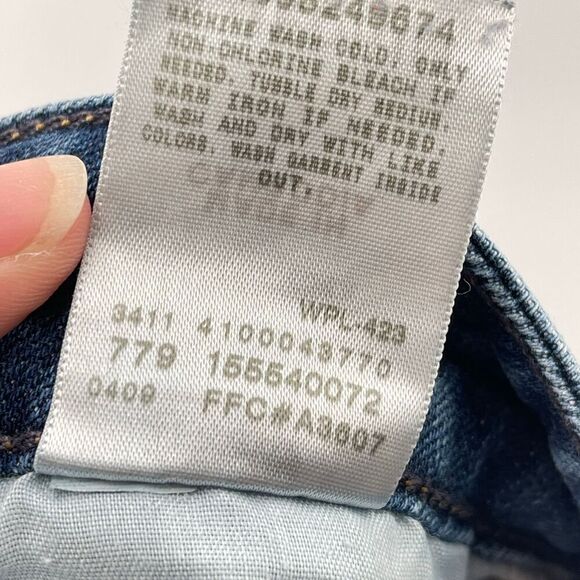 MACHINE WASH COLD, ONLY
NON-CHLORINE BLEACH IF
NEEDED, TUMBLE DRY MEDIUM.
WARM IRON IF NEEDED.
WASH AND DRY WITH LIKE
COLORS, WASH GARMENT INSIDE
OUT.
WPL-423
3411 4100043770
779 155540072
0409 FFC#A3607